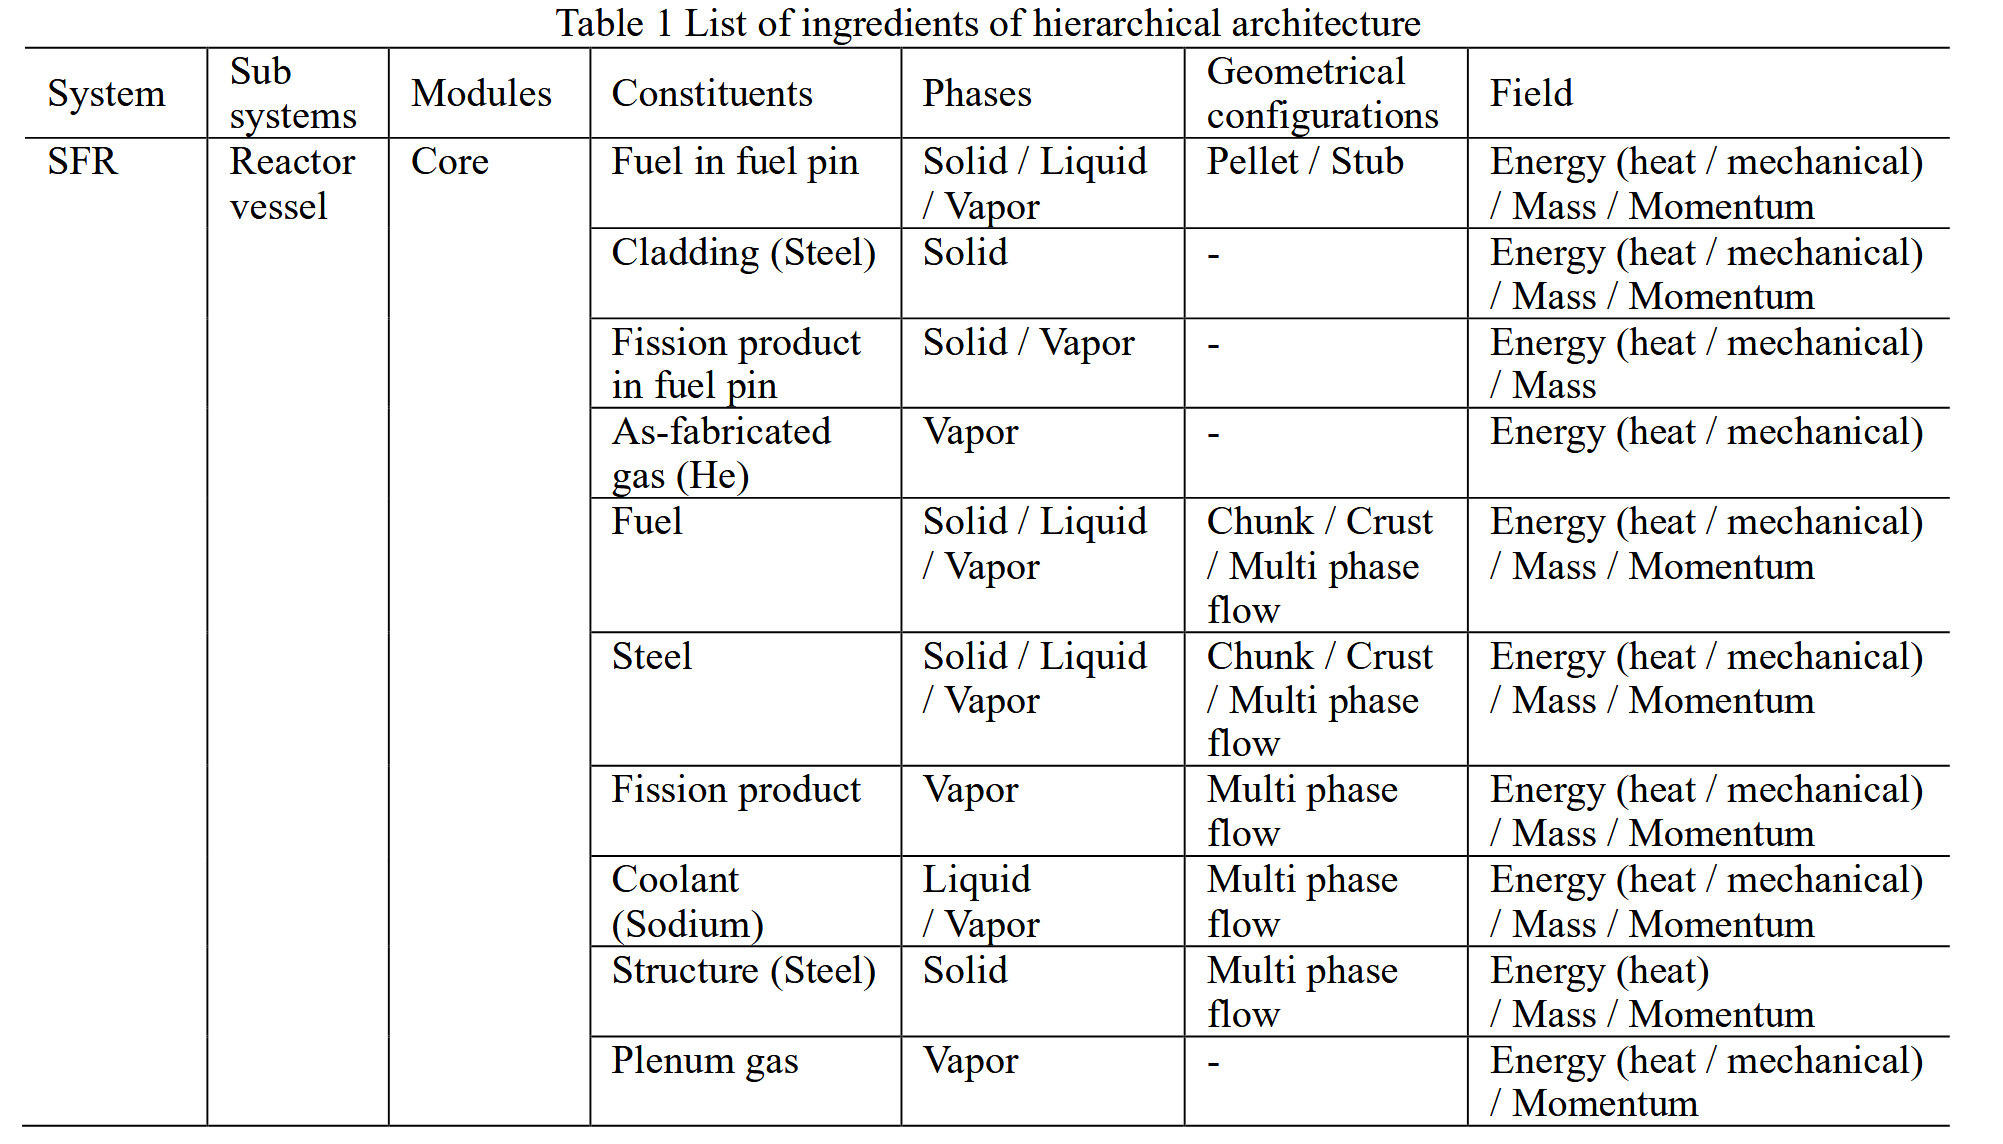 Table 1 List of ingredients of hierarchical architecture
System
Sub
systems
Modules
Constituents
Phases
Geometrical
configurations
Field
SFR
Reactor
vessel
Core
Fuel in fuel pin
Solid / Liquid
/ Vapor
Pellet / Stub
Energy (heat / mechanical)
/ Mass / Momentum
Cladding (Steel)
Solid
-
Energy (heat / mechanical)
/ Mass / Momentum
Fission product
in fuel pin
Solid / Vapor
-
Energy (heat / mechanical)
/ Mass
As-fabricated
gas (He)
Vapor
-
Energy (heat / mechanical)
Fuel
Solid / Liquid
/ Vapor
Chunk / Crust
/ Multi phase
flow
Energy (heat / mechanical)
/ Mass / Momentum
Steel
Solid / Liquid
/ Vapor
Chunk / Crust
/ Multi phase
flow
Energy (heat / mechanical)
/ Mass / Momentum
Fission product
Vapor
Multi phase
flow
Energy (heat / mechanical)
/ Mass / Momentum
Coolant
(Sodium)
Liquid
/ Vapor
Multi phase
flow
Energy (heat / mechanical)
/ Mass / Momentum
Structure (Steel)
Solid
Multi phase
flow
Energy (heat)
/ Mass / Momentum
Plenum gas
Vapor
-
Energy (heat / mechanical)
/ Momentum